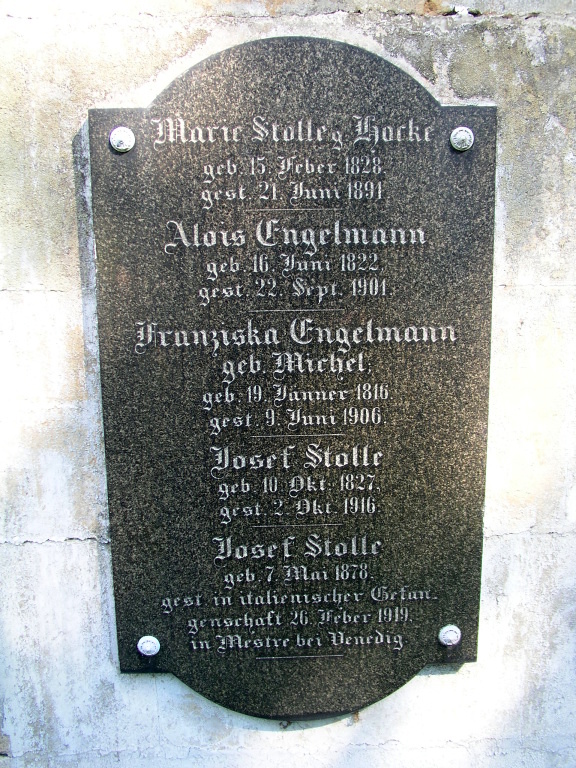 Marie Stolle g. Hocke
geb. 15. Feber 1828.
gest. 21. Juni 1891
Alois Engelmann
geb. 16. Juni 1822
gest. 22. Sept. 1901.
Franziska Engelmann
geb. Michel,
geb. 19. Jänner 1816.
gest. 9. Juni 1906.
Josef Stolle
geb. 10. Okt. 1827.
gest. 2. Okt. 1916.
Josef Stolle
geb. 7. Mai 1878.
gest. in italienischer Gefan-
genschaft 26. Feber 1919.
in Mestre bei Venedig